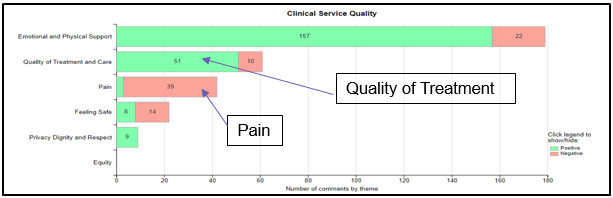 Clinical Service Quality
Emotional and Physical Support
157
22
Quality of Treatment and Care
51
10
Quality of Treatment
Pain
39
Pain
Feeling Safe
8
14
Privacy Dignity and Respect
9
Equity
Click legend to
show/hide:
Positive
Negative
0 20 40 60 80 100 120 140 160 180
Number of comments by theme